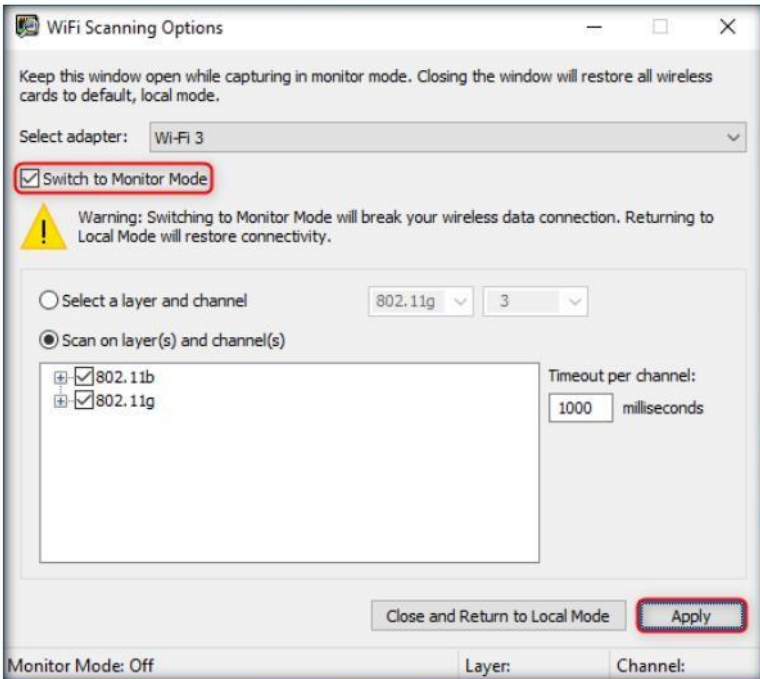 WiFi Scanning Options
Keep this window open while capturing in monitor mode. Closing the window will restore all wireless
cards to default, local mode.
Select adapter: Wi-Fi 3
Switch to Monitor Mode
Warning: Switching to Monitor Mode will break your wireless data connection. Returning to
Local Mode will restore connectivity.
Select a layer and channel 802.11g 3
Scan on layer(s) and channel(s)
802.11b
802.11g
Timeout per channel:
1000 milliseconds
Close and Return to Local Mode Apply
Monitor Mode: Off Layer: Channel: